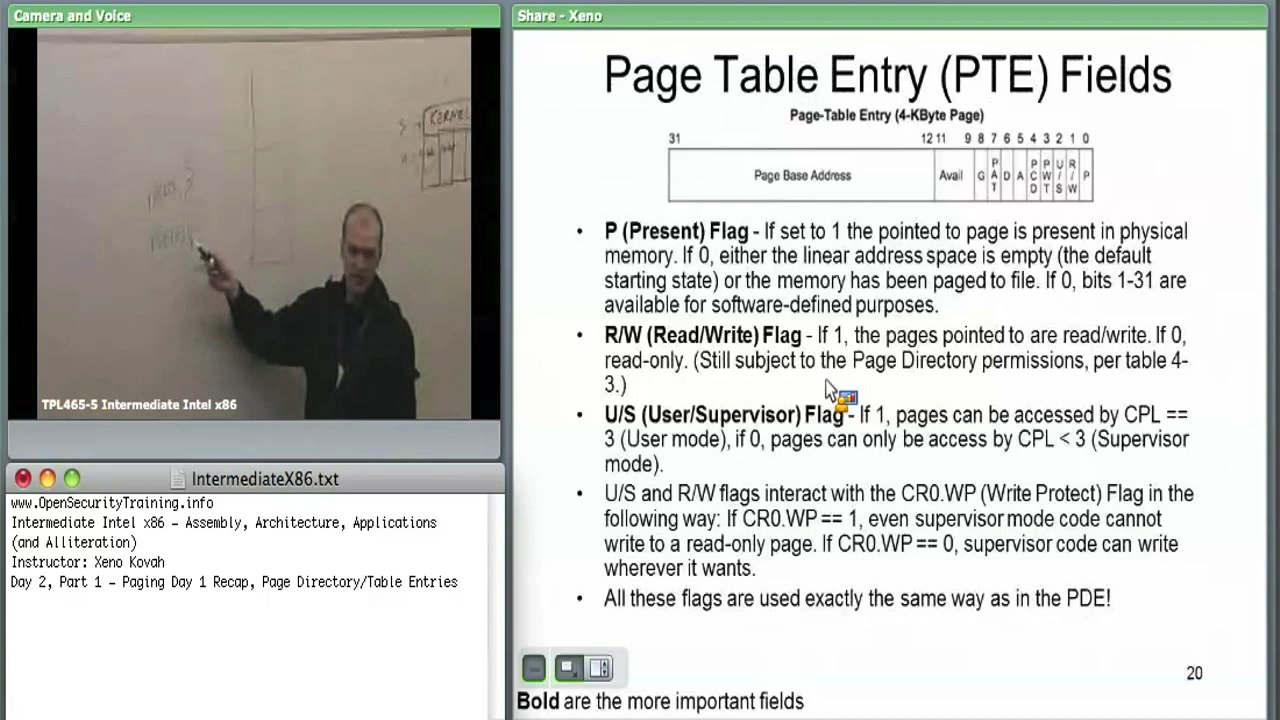 Camera and Voice
KERNEL
TPL465-5 Intermediate Intel x86
IntermediateX86.txt
www.OpenSecurityTraining.info
Intermediate Intel x86 – Assembly, Architecture, Applications
(and Alliteration)
Instructor: Xeno Kovah
Day 2, Part 1 – Paging Day 1 Recap, Page Directory/Table Entries
Share - Xeno
Page Table Entry (PTE) Fields
Page-Table Entry (4-KByte Page)
31 12 11 9 8 7 6 5 4 3 2 1 0
Page Base Address Avail G PAT D A PCD PWT U/S R/W P
• P (Present) Flag - If set to 1 the pointed to page is present in physical
memory. If 0, either the linear address space is empty (the default
starting state) or the memory has been paged to file. If 0, bits 1-31 are
available for software-defined purposes.
• R/W (Read/Write) Flag - If 1, the pages pointed to are read/write. If 0,
read-only. (Still subject to the Page Directory permissions, per table 4-
3.)
• U/S (User/Supervisor) Flag - If 1, pages can be accessed by CPL ==
3 (User mode), if 0, pages can only be access by CPL < 3 (Supervisor
mode).
• U/S and R/W flags interact with the CR0.WP (Write Protect) Flag in the
following way: If CR0.WP == 1, even supervisor mode code cannot
write to a read-only page. If CR0.WP == 0, supervisor code can write
wherever it wants.
• All these flags are used exactly the same way as in the PDE!
20
Bold are the more important fields